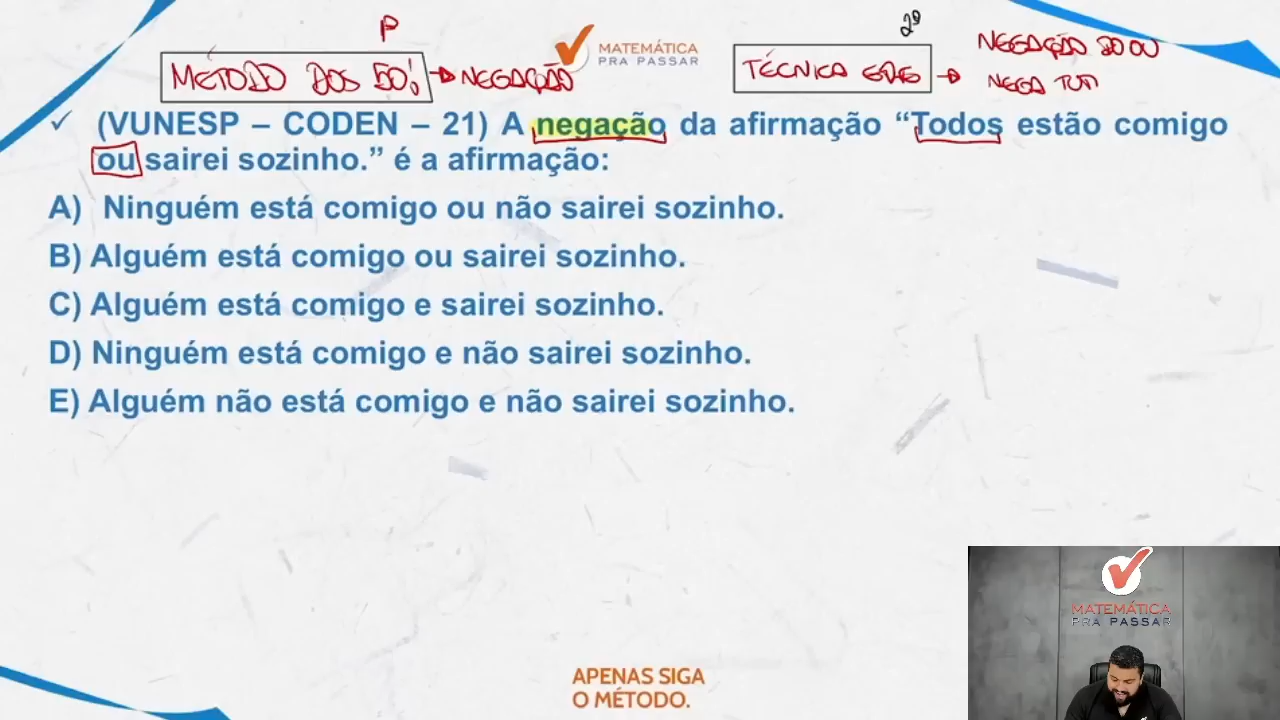 P
2º
MÉTODO DOS 50! → NEGAÇÃO
MATEMÁTICA
PRA PASSAR
TÉCNICA →
NEGAÇÃO DO OU
NEGA TUDO
✓ (VUNESP – CODEN – 21) A negação da afirmação “Todos estão comigo
ou sairei sozinho.” é a afirmação:
A) Ninguém está comigo ou não sairei sozinho.
B) Alguém está comigo ou sairei sozinho.
C) Alguém está comigo e sairei sozinho.
D) Ninguém está comigo e não sairei sozinho.
E) Alguém não está comigo e não sairei sozinho.
MATEMÁTICA
PRA PASSAR
APENAS SIGA
O MÉTODO.